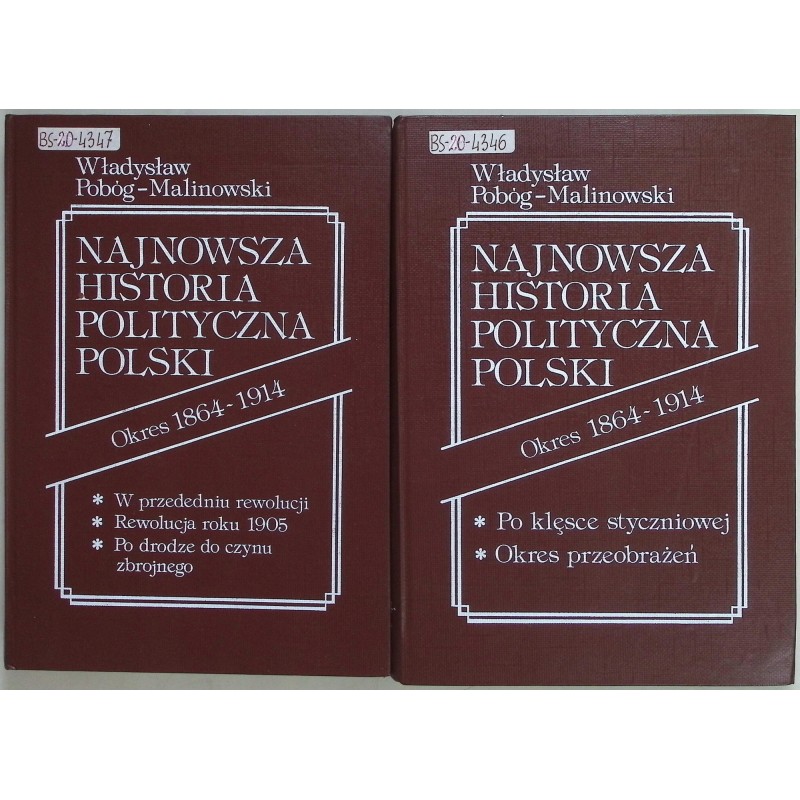 BS-20-4347
Władysław
Pobóg-Malinowski
NAJNOWSZA
HISTORIA
POLITYCZNA
POLSKI
Okres 1864-1914
* W przededniu rewolucji
* Rewolucja roku 1905
* Po drodze do czynu
zbrojnego
BS-20-4346
Władysław
Pobóg-Malinowski
NAJNOWSZA
HISTORIA
POLITYCZNA
POLSKI
Okres 1864-1914
* Po klęsce styczniowej
* Okres przeobrażeń